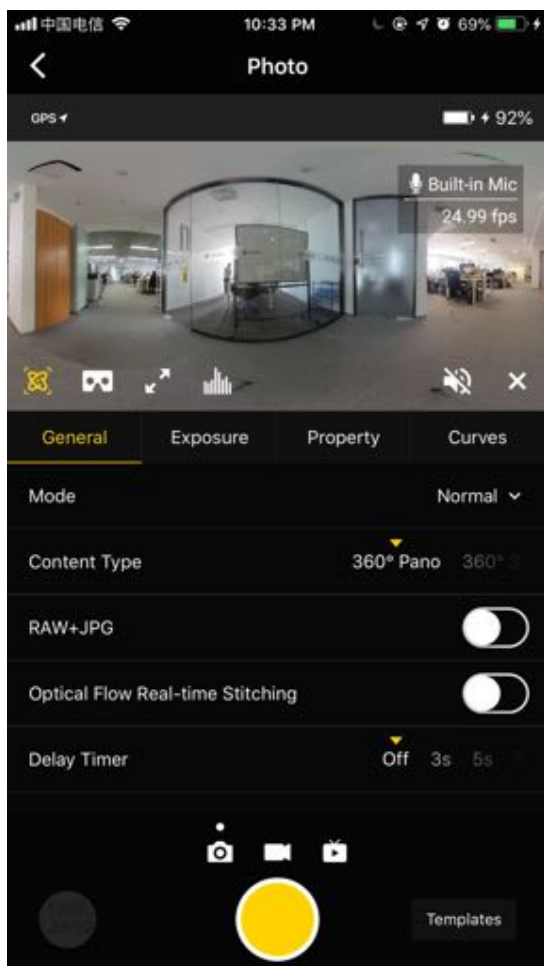 中国电信 10:33 PM 69%
Photo
GPS 92%
Built-in Mic
24.99 fps
General Exposure Property Curves
Mode Normal
Content Type 360° Pano 360° 3
RAW+JPG
Optical Flow Real-time Stitching
Delay Timer Off 3s 5s
Templates